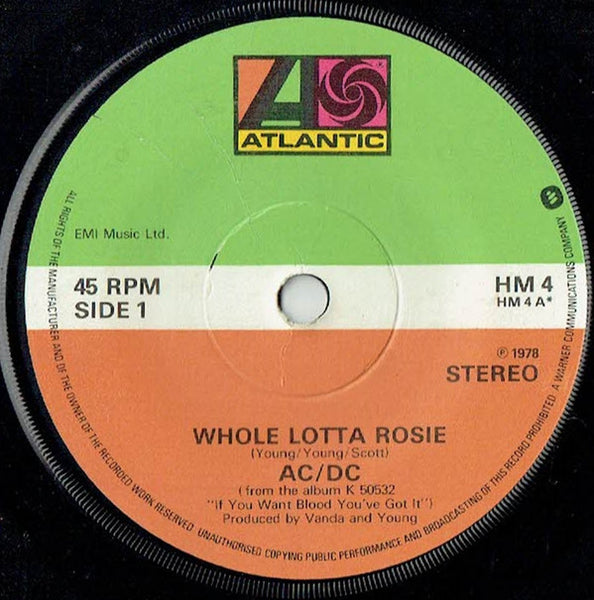 ATLANTIC
EMI Music Ltd.
45 RPM
SIDE 1
HM 4
HM 4 A*
℗ 1978
STEREO
WHOLE LOTTA ROSIE
(Young/Young/Scott)
AC/DC
(from the album K 50532
"If You Want Blood You've Got It")
Produced by Vanda and Young
ALL RIGHTS OF THE MANUFACTURER AND OF THE OWNER OF THE RECORDED WORK RESERVED UNAUTHORISED COPYING PUBLIC PERFORMANCE AND BROADCASTING OF THIS RECORD PROHIBITED A WARNER COMMUNICATIONS COMPANY